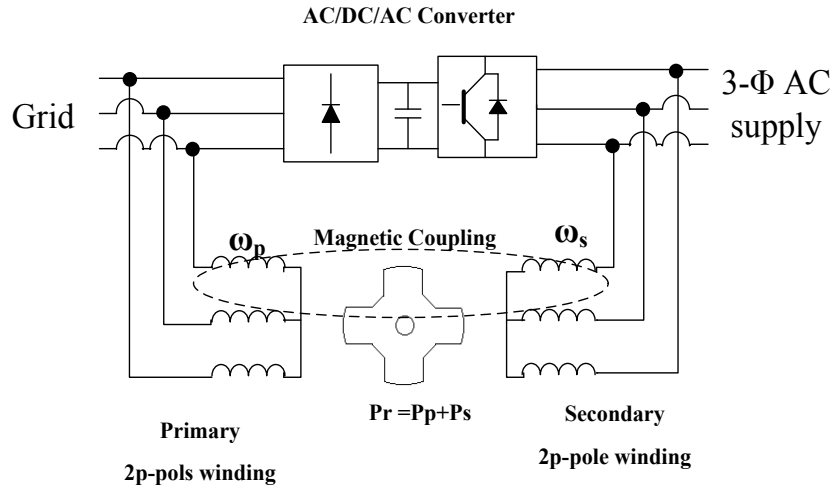 AC/DC/AC Converter
Grid
3-Φ AC
supply
ωp
Magnetic Coupling
ωs
Pr =Pp+Ps
Primary
2p-pols winding
Secondary
2p-pole winding